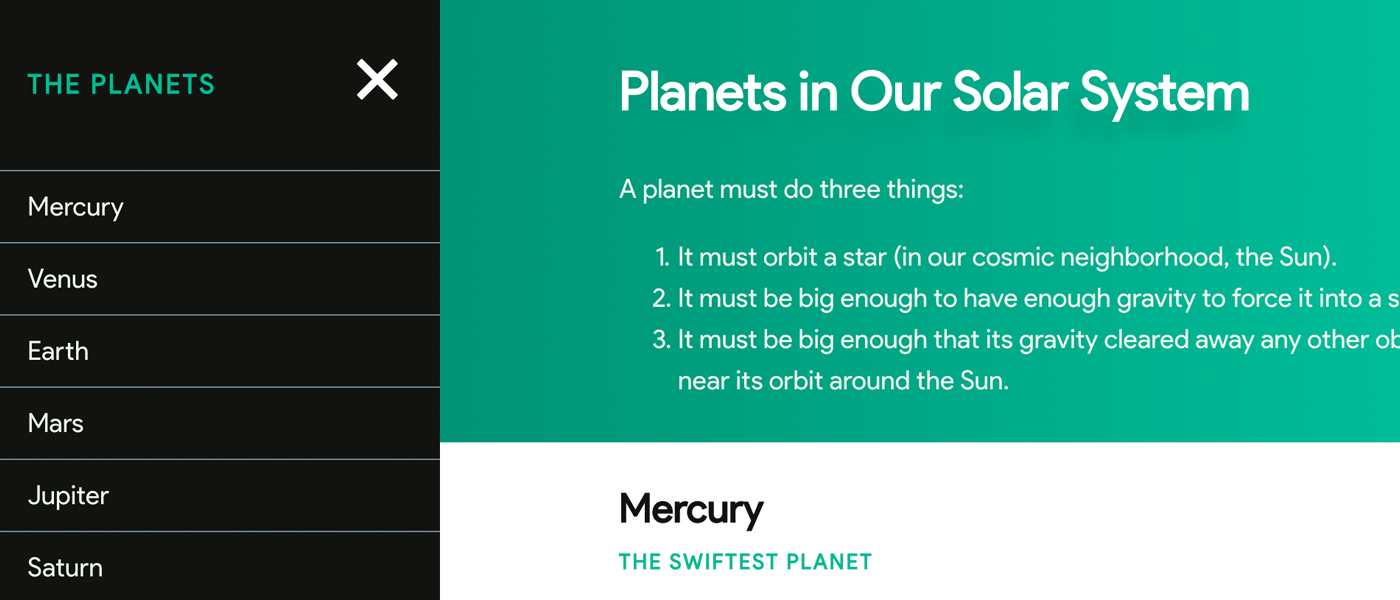 THE PLANETS
Mercury
Venus
Earth
Mars
Jupiter
Saturn
Planets in Our Solar System
A planet must do three things:
1. It must orbit a star (in our cosmic neighborhood, the Sun).
2. It must be big enough to have enough gravity to force it into a
3. It must be big enough that its gravity cleared away any other
near its orbit around the Sun.
Mercury
THE SWIFTEST PLANET